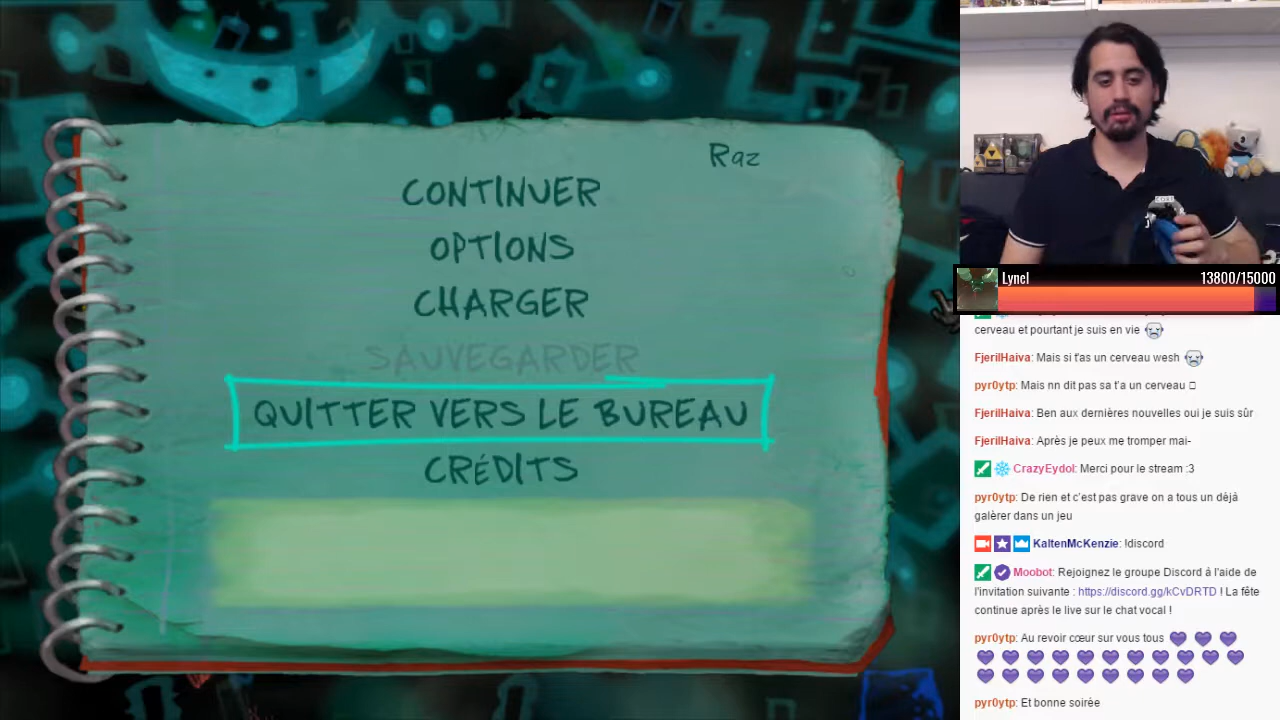 Raz
CONTINUER
OPTIONS
CHARGER
SAUVEGARDER
QUITTER VERS LE BUREAU
CRÉDITS
Lynel 13800/15000
cerveau et pourtant je suis en vie
FjerilHaiva: Mais si t'as un cerveau wesh
pyr0ytp: Mais nn dit pas sa t'a un cerveau
FjerilHaiva: Ben aux dernières nouvelles oui je suis sûr
FjerilHaiva: Après je peux me tromper mai-
CrazyEydol: Merci pour le stream :3
pyr0ytp: De rien et c'est pas grave on a tous un déjà
galèrer dans un jeu
KaltenMcKenzie: !discord
Moobot: Rejoignez le groupe Discord à l'aide de
l'invitation suivante : https://discord.gg/kCvDRTD ! La fête
continue après le live sur le chat vocal !
pyr0ytp: Au revoir cœur sur vous tous
pyr0ytp: Et bonne soirée